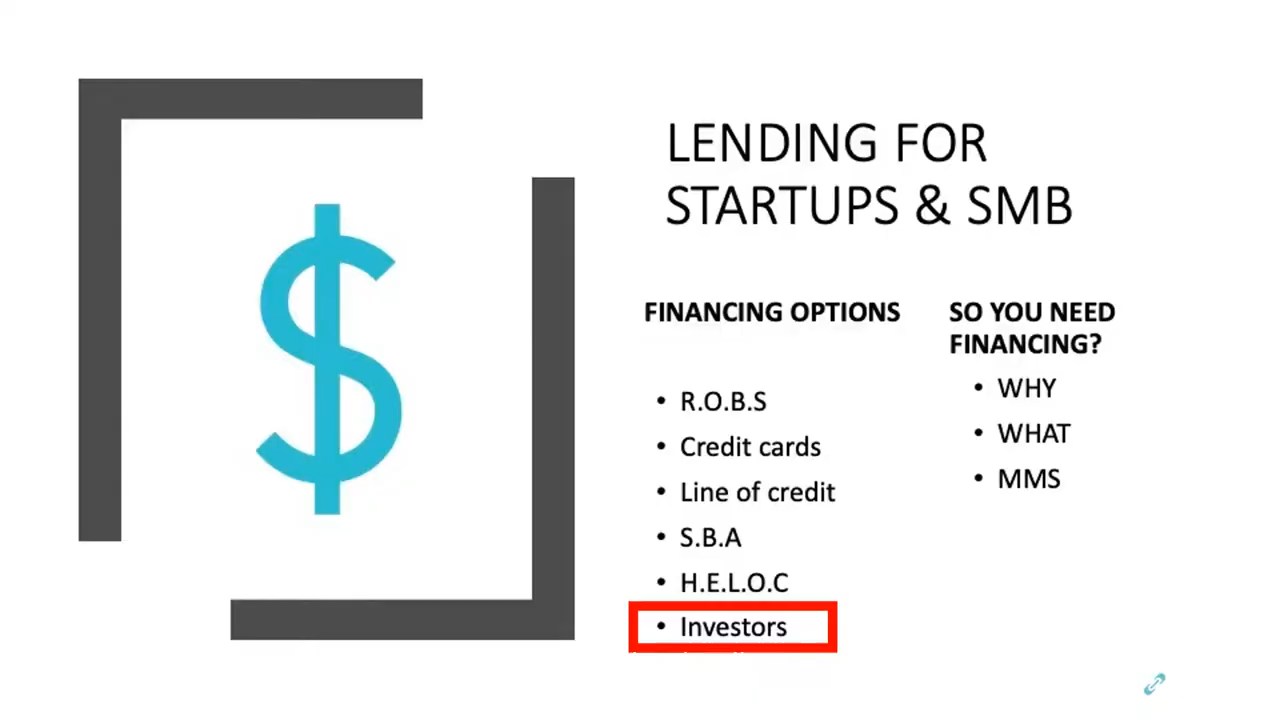 LENDING FOR
STARTUPS & SMB
FINANCING OPTIONS
• R.O.B.S
• Credit cards
• Line of credit
• S.B.A
• H.E.L.O.C
• Investors
SO YOU NEED
FINANCING?
• WHY
• WHAT
• MMS